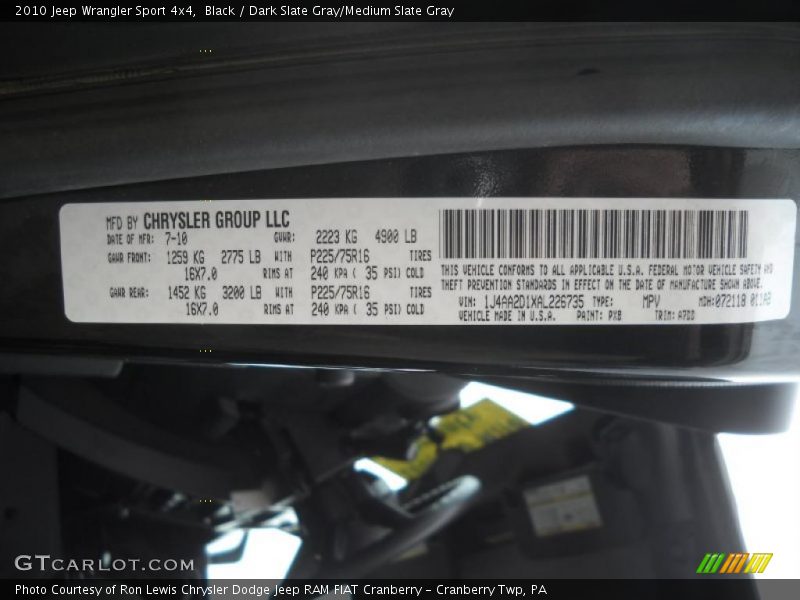 2010 Jeep Wrangler Sport 4x4, Black / Dark Slate Gray/Medium Slate Gray
MFD BY CHRYSLER GROUP LLC
DATE OF MFR: 7-10 GVWR: 2223 KG 4900 LB
GAWR FRONT: 1259 KG 2775 LB WITH P225/75R16 TIRES
16X7.0 RIMS AT 240 KPA ( 35 PSI) COLD
GAWR REAR: 1452 KG 3200 LB WITH P225/75R16 TIRES
16X7.0 RIMS AT 240 KPA ( 35 PSI) COLD
THIS VEHICLE CONFORMS TO ALL APPLICABLE U.S.A. FEDERAL MOTOR VEHICLE SAFETY AND
THEFT PREVENTION STANDARDS IN EFFECT ON THE DATE OF MANUFACTURE SHOWN ABOVE.
VIN: 1J4AA2D1XAL226735 TYPE: MPV MDH:072118
VEHICLE MADE IN U.S.A. PAINT: PX8 TRIM: A7DD
GTCARLOT.COM
Photo Courtesy of Ron Lewis Chrysler Dodge Jeep RAM FIAT Cranberry – Cranberry Twp, PA